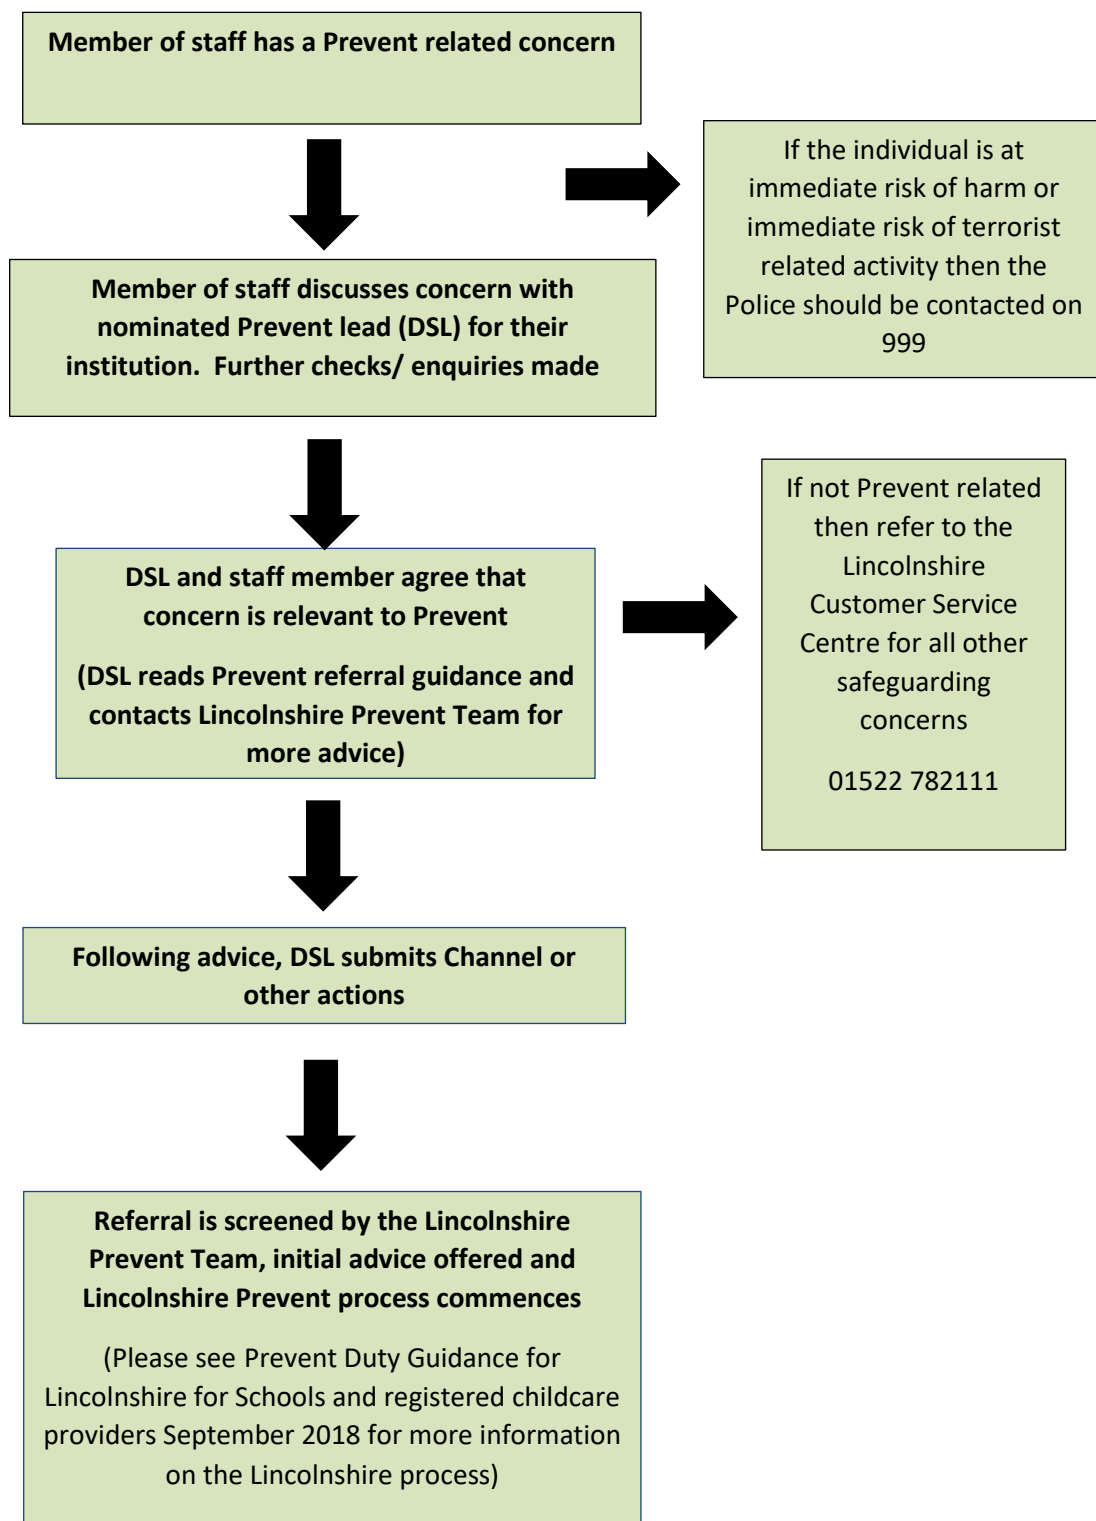 Member of staff has a Prevent related concern
If the individual is at
immediate risk of harm or
immediate risk of terrorist
related activity then the
Police should be contacted on
999
Member of staff discusses concern with
nominated Prevent lead (DSL) for their
institution.  Further checks/ enquiries made
DSL and staff member agree that
concern is relevant to Prevent
(DSL reads Prevent referral guidance and
contacts Lincolnshire Prevent Team for
more advice)
If not Prevent related
then refer to the
Lincolnshire
Customer Service
Centre for all other
safeguarding
concerns
01522 782111
Following advice, DSL submits Channel or
other actions
Referral is screened by the Lincolnshire
Prevent Team, initial advice offered and
Lincolnshire Prevent process commences
(Please see Prevent Duty Guidance for
Lincolnshire for Schools and registered childcare
providers September 2018 for more information
on the Lincolnshire process)